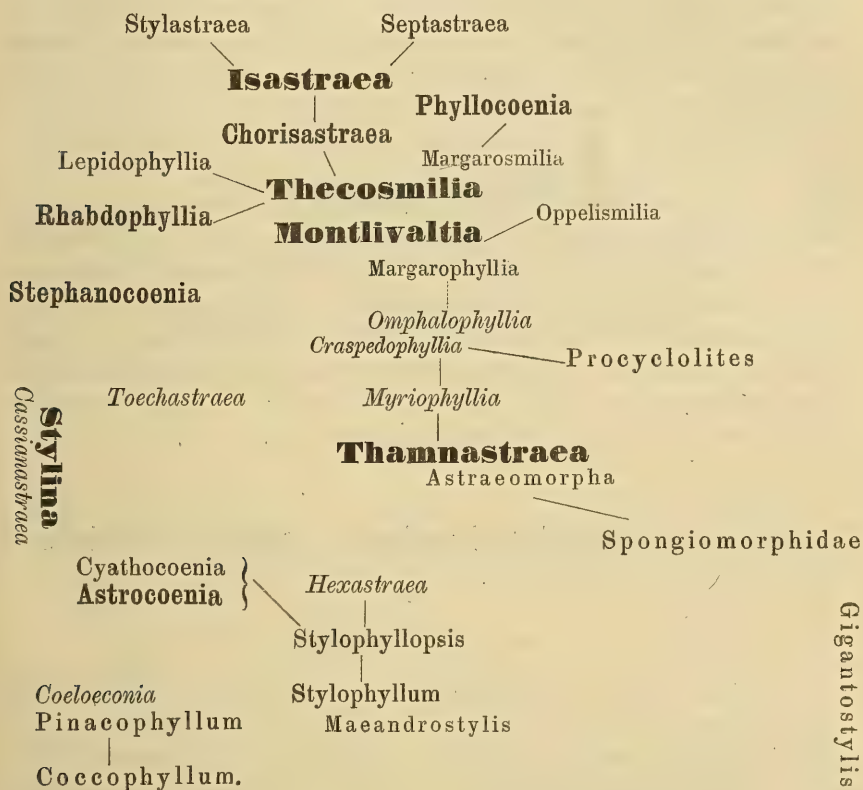 Stylastraea Septastraea
Isastraea
Phyllocoenia
Chorisastraea
Lepidophyllia Margarosmilia
Thecosmilia
Rhabdophyllia Oppelismilia
Montlivaltia
Margarophyllia
Stephanocoenia
Omphalophyllia
Craspedophyllia Procyclolites
Toechastraea Myriophyllia
Stylina
Cassianastraea
Thamnastraea
Astraeomorpha
Spongiomorphidae
Cyathocoenia
Astrocoenia
Hexastraea
Stylophyllopsis
Gigantostylis
Coeloeconia Stylophyllum
Pinacophyllum Maeandrostylis
Coccophyllum.